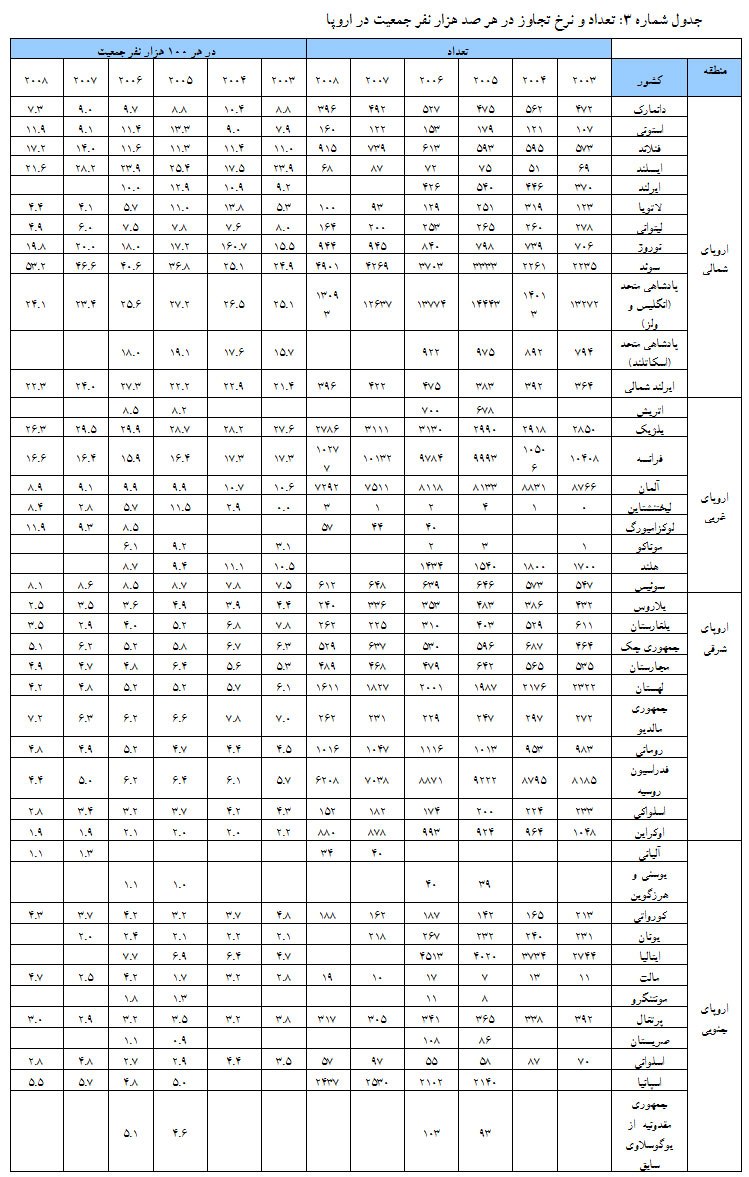 جدول شماره ۳: تعداد و نرخ تجاوز در هر صد هزار نفر جمعیت در اروپا
تعداد در هر ۱۰۰ هزار نفر جمعیت
منطقه کشور ۲۰۰۳ ۲۰۰۴ ۲۰۰۵ ۲۰۰۶ ۲۰۰۷ ۲۰۰۸ ۲۰۰۳ ۲۰۰۴ ۲۰۰۵ ۲۰۰۶ ۲۰۰۷ ۲۰۰۸
اروپای شمالی
دانمارک ۴۷۲ ۵۶۲ ۴۷۵ ۵۲۷ ۴۹۲ ۳۹۶ ۸.۸ ۱۰.۴ ۸.۸ ۹.۷ ۹.۰ ۷.۳
استونی ۱۰۷ ۱۲۱ ۱۷۹ ۱۵۳ ۱۲۲ ۱۶۰ ۷.۹ ۹.۰ ۱۳.۳ ۱۱.۴ ۹.۱ ۱۱.۹
فنلاند ۵۷۳ ۵۹۵ ۵۹۳ ۶۱۳ ۷۳۹ ۹۱۵ ۱۱.۰ ۱۱.۴ ۱۱.۳ ۱۱.۶ ۱۴.۰ ۱۷.۲
ایسلند ۶۹ ۵۱ ۷۵ ۷۲ ۸۷ ۶۸ ۲۳.۹ ۱۷.۵ ۲۵.۴ ۲۳.۹ ۲۸.۲ ۲۱.۶
ایرلند ۳۷۰ ۴۴۶ ۵۴۰ ۴۲۶ ۹.۲ ۱۰.۹ ۱۲.۹ ۱۰.۰
لاتویا ۱۲۳ ۳۱۹ ۲۵۱ ۱۲۹ ۹۳ ۱۰۰ ۵.۳ ۱۳.۸ ۱۱.۰ ۵.۷ ۴.۱ ۴.۴
لیتوانی ۲۷۸ ۲۶۰ ۲۶۵ ۲۵۳ ۲۰۰ ۱۶۴ ۸.۰ ۷.۶ ۷.۸ ۷.۵ ۶.۰ ۴.۹
نوروژ ۷۰۶ ۷۳۹ ۷۹۸ ۸۴۰ ۹۴۵ ۹۴۴ ۱۵.۵ ۱۶۰.۷ ۱۷.۲ ۱۸.۰ ۲۰.۰ ۱۹.۸
سوئد ۲۲۳۵ ۲۲۶۱ ۳۳۳۳ ۳۷۰۳ ۴۲۶۹ ۴۹۰۱ ۲۴.۹ ۲۵.۱ ۳۶.۸ ۴۰.۶ ۴۶.۶ ۵۳.۲
پادشاهی متحد
(انگلیس و
ولز) ۱۳۲۷۲ ۱۴۰۱۳ ۱۴۴۴۳ ۱۳۷۷۴ ۱۲۶۳۷ ۱۳۰۹۳ ۲۵.۱ ۲۶.۵ ۲۷.۲ ۲۵.۶ ۲۳.۴ ۲۴.۱
پادشاهی متحد
(اسکاتلند) ۷۹۴ ۸۹۲ ۹۷۵ ۹۲۲ ۱۵.۷ ۱۷.۶ ۱۹.۱ ۱۸.۰
ایرلند شمالی ۳۶۴ ۳۹۲ ۳۸۳ ۴۷۵ ۴۲۲ ۳۹۶ ۲۱.۴ ۲۲.۹ ۲۲.۲ ۲۷.۳ ۲۴.۰ ۲۲.۳
اروپای غربی
اتریش ۶۷۸ ۷۰۰ ۸.۲ ۸.۵
بلژیک ۲۸۵۰ ۲۹۱۸ ۲۹۹۰ ۳۱۳۰ ۳۱۱۱ ۲۷۸۶ ۲۷.۶ ۲۸.۲ ۲۸.۷ ۲۹.۹ ۲۹.۵ ۲۶.۳
فرانسه ۱۰۴۰۸ ۱۰۵۰۶ ۹۹۹۳ ۹۷۸۴ ۱۰۱۳۲ ۱۰۲۷۷ ۱۷.۳ ۱۷.۳ ۱۶.۴ ۱۵.۹ ۱۶.۴ ۱۶.۶
آلمان ۸۷۶۶ ۸۸۳۱ ۸۱۳۳ ۸۱۱۸ ۷۵۱۱ ۷۲۹۲ ۱۰.۶ ۱۰.۷ ۹.۹ ۹.۹ ۹.۱ ۸.۹
لیختنشتاین ۰ ۱ ۴ ۲ ۱ ۳ ۰.۰ ۲.۹ ۱۱.۵ ۵.۷ ۲.۸ ۸.۴
لوکزامبورگ ۴۰ ۴۴ ۵۷ ۸.۵ ۹.۳ ۱۱.۹
موناکو ۱ ۳ ۲ ۳.۱ ۹.۲ ۶.۱
هلند ۱۷۰۰ ۱۸۰۰ ۱۵۴۰ ۱۴۳۴ ۱۰.۵ ۱۱.۱ ۹.۴ ۸.۷
سوئیس ۵۴۷ ۵۷۳ ۶۴۶ ۶۳۹ ۶۴۸ ۶۱۲ ۷.۵ ۷.۸ ۸.۷ ۸.۵ ۸.۶ ۸.۱
اروپای شرقی
بلاروس ۴۳۲ ۳۸۶ ۴۸۳ ۳۵۳ ۳۳۶ ۲۴۰ ۴.۴ ۳.۹ ۴.۹ ۳.۶ ۳.۵ ۲.۵
بلغارستان ۶۱۱ ۵۲۹ ۴۰۳ ۳۱۰ ۲۲۵ ۲۶۲ ۷.۸ ۶.۸ ۵.۲ ۴.۰ ۲.۹ ۳.۵
جمهوری چک ۴۶۴ ۶۸۷ ۵۹۶ ۵۳۰ ۶۳۷ ۵۲۹ ۶.۳ ۶.۷ ۵.۸ ۵.۲ ۶.۲ ۵.۱
مجارستان ۵۳۵ ۵۶۵ ۶۴۲ ۴۷۹ ۴۶۸ ۴۸۹ ۵.۳ ۵.۶ ۶.۴ ۴.۸ ۴.۷ ۴.۹
لهستان ۲۳۲۲ ۲۱۷۶ ۱۹۸۷ ۲۰۰۱ ۱۸۲۷ ۱۶۱۱ ۶.۱ ۵.۷ ۵.۲ ۵.۲ ۴.۸ ۴.۲
جمهوری
مالدیو ۲۷۲ ۲۹۷ ۲۴۷ ۲۲۹ ۲۳۱ ۲۶۲ ۷.۰ ۷.۸ ۶.۶ ۶.۲ ۶.۳ ۷.۲
رومانی ۹۸۳ ۹۵۳ ۱۰۱۳ ۱۱۱۶ ۱۰۴۷ ۱۰۱۶ ۴.۵ ۴.۴ ۴.۷ ۵.۲ ۴.۹ ۴.۸
فدراسیون
روسیه ۸۱۸۵ ۸۷۹۵ ۹۲۲۲ ۸۸۷۱ ۷۰۳۸ ۶۲۰۸ ۵.۷ ۶.۱ ۶.۴ ۶.۲ ۵.۰ ۴.۴
اسلواکی ۲۳۳ ۲۲۴ ۲۰۰ ۱۷۴ ۱۸۲ ۱۵۲ ۴.۳ ۴.۲ ۳.۷ ۳.۲ ۳.۴ ۲.۸
اوکراین ۱۰۴۸ ۹۶۴ ۹۲۴ ۹۹۳ ۸۷۸ ۸۸۰ ۲.۲ ۲.۰ ۲.۰ ۲.۱ ۱.۹ ۱.۹
اروپای جنوبی
آلبانی ۴۰ ۳۴ ۱.۳ ۱.۱
بوسنی و
هرزگوین ۳۹ ۴۰ ۱.۰ ۱.۱
کوروانی ۲۱۳ ۱۶۵ ۱۴۲ ۱۸۷ ۱۶۲ ۱۸۸ ۴.۸ ۳.۷ ۳.۲ ۴.۲ ۳.۷ ۴.۳
یونان ۲۳۱ ۲۴۰ ۲۳۲ ۲۶۷ ۲۱۸ ۲.۱ ۲.۲ ۲.۱ ۲.۴ ۲.۰
ایتالیا ۲۷۴۴ ۳۷۳۴ ۴۰۲۰ ۴۵۱۳ ۴.۷ ۶.۴ ۶.۹ ۷.۷
مالت ۱۱ ۱۳ ۷ ۱۷ ۱۰ ۱۹ ۲.۸ ۳.۲ ۱.۷ ۴.۲ ۲.۵ ۴.۷
مونتنگرو ۸ ۱۱ ۱.۳ ۱.۸
پرتغال ۳۹۲ ۳۳۸ ۳۶۵ ۳۴۱ ۳۰۵ ۳۱۷ ۳.۸ ۳.۲ ۳.۵ ۳.۲ ۲.۹ ۳.۰
صربستان ۸۶ ۱۰۸ ۰.۹ ۱.۱
اسلوانی ۷۰ ۸۷ ۵۸ ۵۵ ۹۷ ۵۷ ۳.۵ ۴.۴ ۲.۹ ۲.۷ ۴.۸ ۲.۸
اسپانیا ۲۱۴۰ ۲۱۰۲ ۲۵۳۰ ۲۴۳۷ ۵.۰ ۴.۸ ۵.۷ ۵.۵
جمهوری
مقدونیه از
یوگوسلاوی
سابق ۹۳ ۱۰۳ ۴.۶ ۵.۱